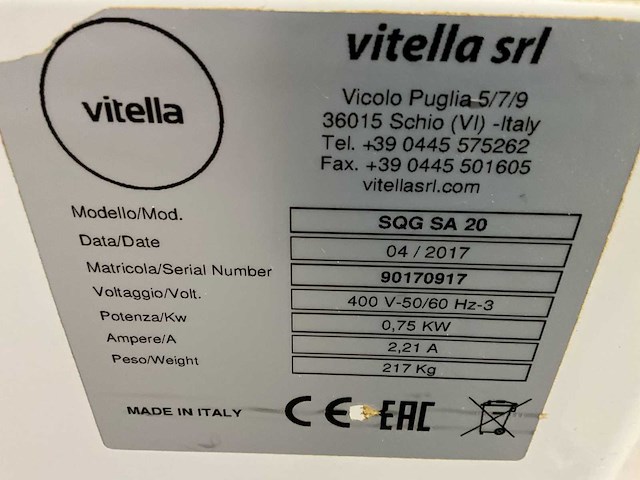 vitella
vitella srl
Vicolo Puglia 5/7/9
36015 Schio (VI) -Italy
Tel. +39 0445 575262
Fax. +39 0445 501605
vitellasrl.com
Modello/Mod. SQG SA 20
Data/Date 04 / 2017
Matricola/Serial Number 90170917
Voltaggio/Volt. 400 V-50/60 Hz-3
Potenza/Kw 0,75 KW
Ampere/A 2,21 A
Peso/Weight 217 Kg
MADE IN ITALY CE EAC